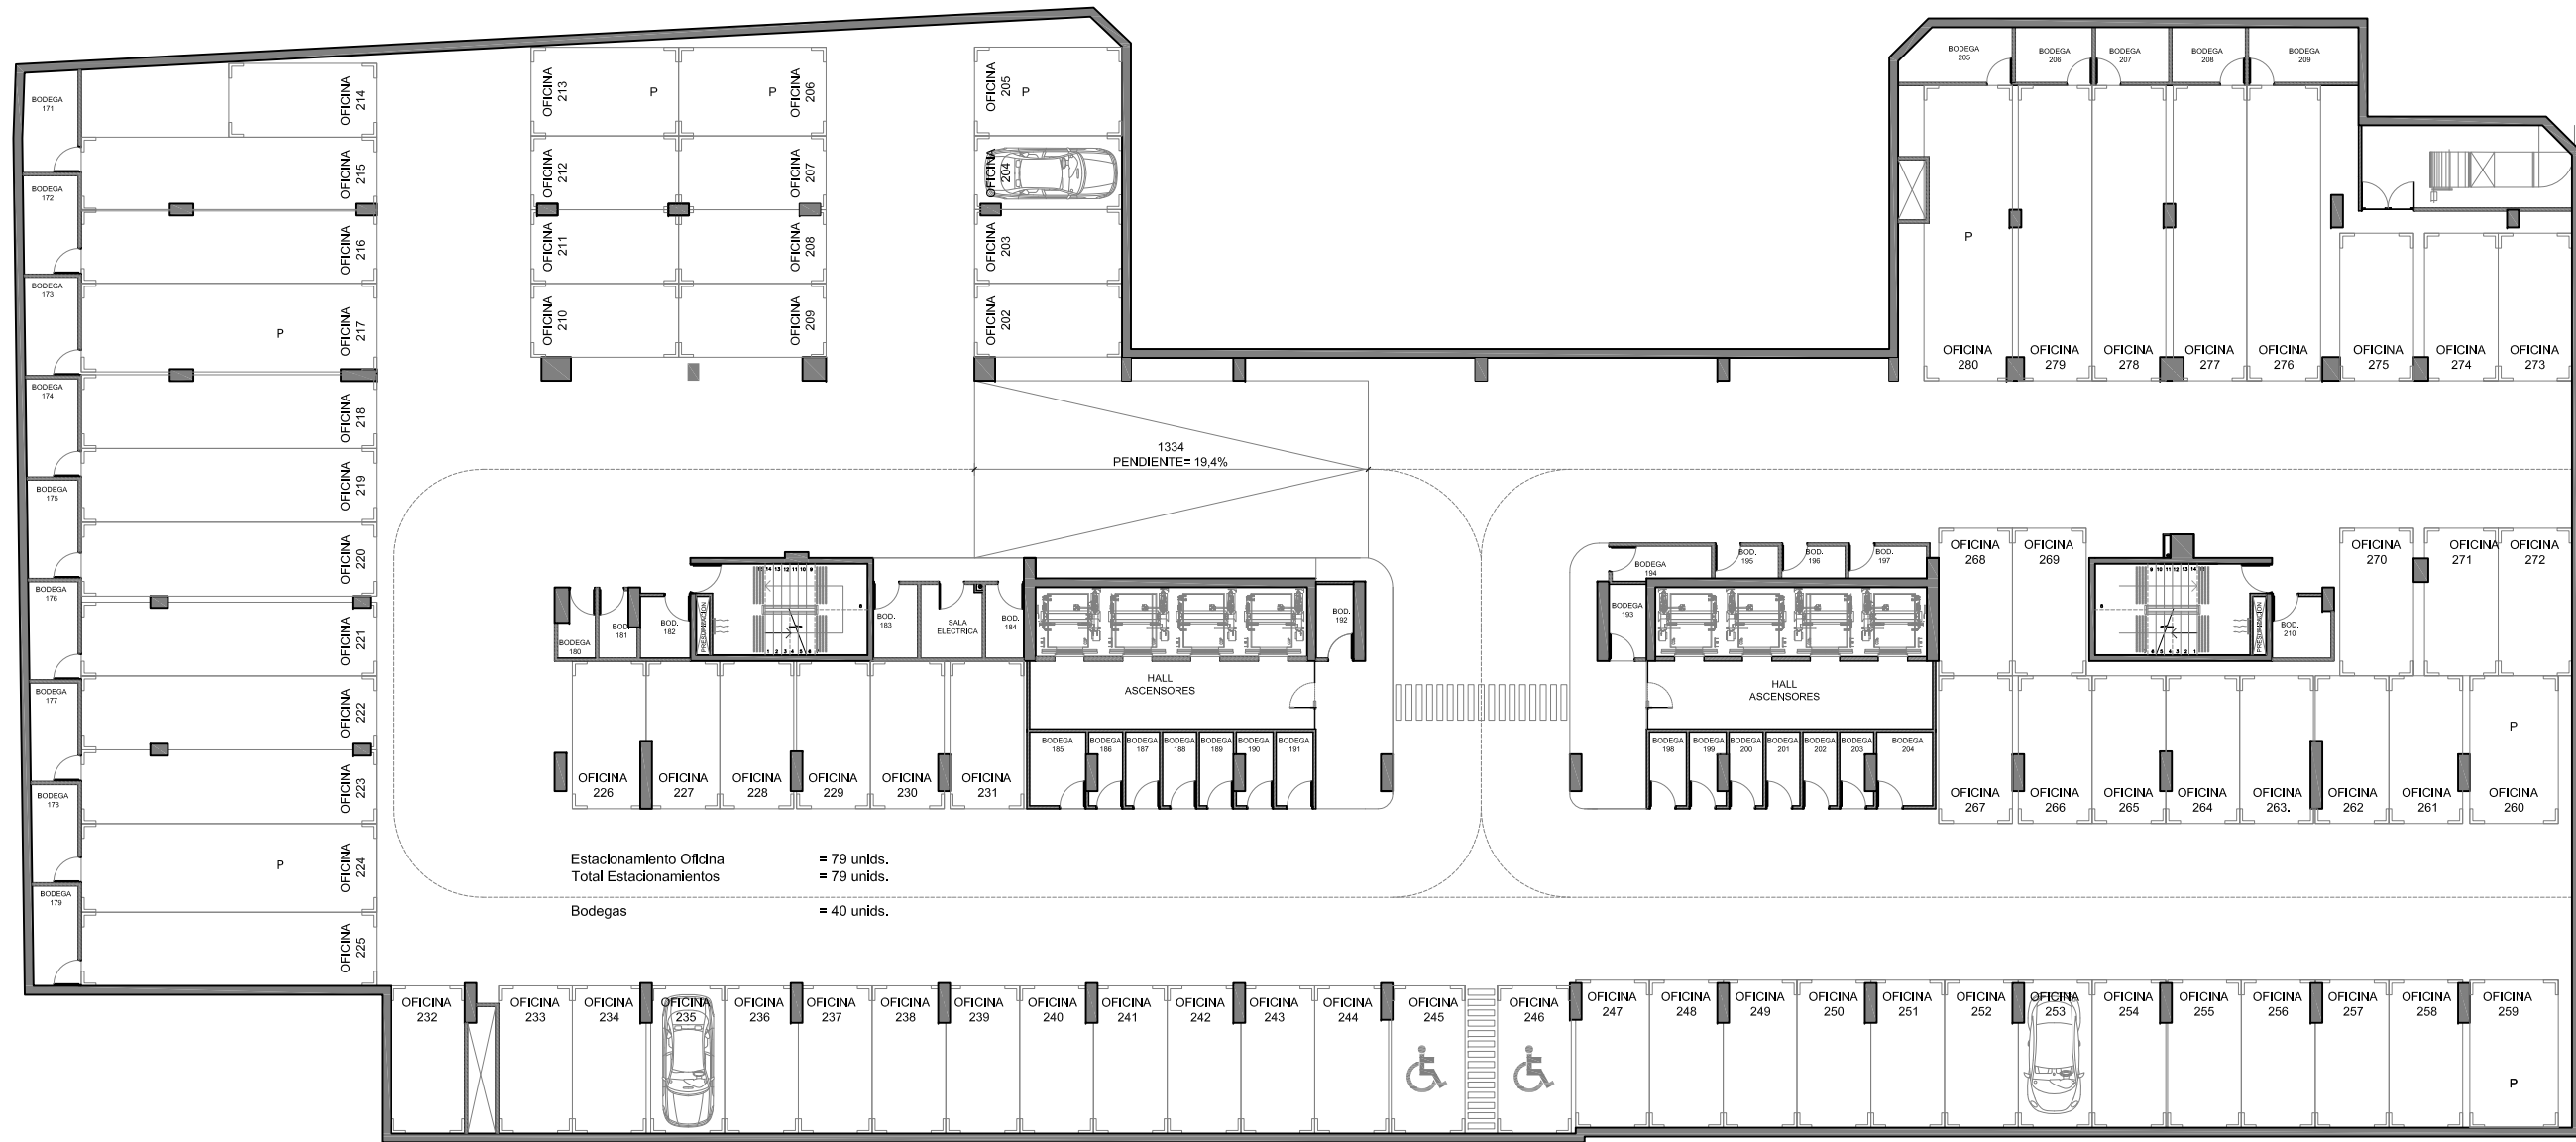 BODEGA
171
BODEGA
172
BODEGA
173
BODEGA
174
BODEGA
175
BODEGA
176
BODEGA
177
BODEGA
178
BODEGA
179
OFICINA
214
OFICINA
215
OFICINA
216
P
OFICINA
217
OFICINA
218
OFICINA
219
OFICINA
220
OFICINA
221
OFICINA
222
OFICINA
223
P
OFICINA
224
OFICINA
225
OFICINA
213
P
P
OFICINA
206
OFICINA
212
OFICINA
207
OFICINA
211
OFICINA
208
OFICINA
210
OFICINA
209
OFICINA
205
P
OFICINA
204
OFICINA
203
OFICINA
202
1334
PENDIENTE= 19,4%
BODEGA
205
BODEGA
206
BODEGA
207
BODEGA
208
BODEGA
209
P
OFICINA
280
OFICINA
279
OFICINA
278
OFICINA
277
OFICINA
276
OFICINA
275
OFICINA
274
OFICINA
273
BODEGA
180
BOD.
181
BOD.
182
PRESURIZACION
BOD.
183
SALA
ELECTRICA
BOD.
184
BOD.
192
HALL
ASCENSORES
OFICINA
226
OFICINA
227
OFICINA
228
OFICINA
229
OFICINA
230
OFICINA
231
BODEGA
185
BODEGA
186
BODEGA
187
BODEGA
188
BODEGA
189
BODEGA
190
BODEGA
191
BODEGA
193
BODEGA
194
BOD.
195
BOD.
196
BOD.
197
HALL
ASCENSORES
BODEGA
198
BODEGA
199
BODEGA
200
BODEGA
201
BODEGA
202
BODEGA
203
BODEGA
204
OFICINA
268
OFICINA
269
PRESURIZACION
BOD.
210
OFICINA
270
OFICINA
271
OFICINA
272
OFICINA
267
OFICINA
266
OFICINA
265
OFICINA
264
OFICINA
263.
OFICINA
262
OFICINA
261
P
OFICINA
260
Estacionamiento Oficina = 79 unids.
Total Estacionamientos = 79 unids.
Bodegas = 40 unids.
OFICINA
232
OFICINA
233
OFICINA
234
OFICINA
235
OFICINA
236
OFICINA
237
OFICINA
238
OFICINA
239
OFICINA
240
OFICINA
241
OFICINA
242
OFICINA
243
OFICINA
244
OFICINA
245
OFICINA
246
OFICINA
247
OFICINA
248
OFICINA
249
OFICINA
250
OFICINA
251
OFICINA
252
OFICINA
253
OFICINA
254
OFICINA
255
OFICINA
256
OFICINA
257
OFICINA
258
OFICINA
259
P